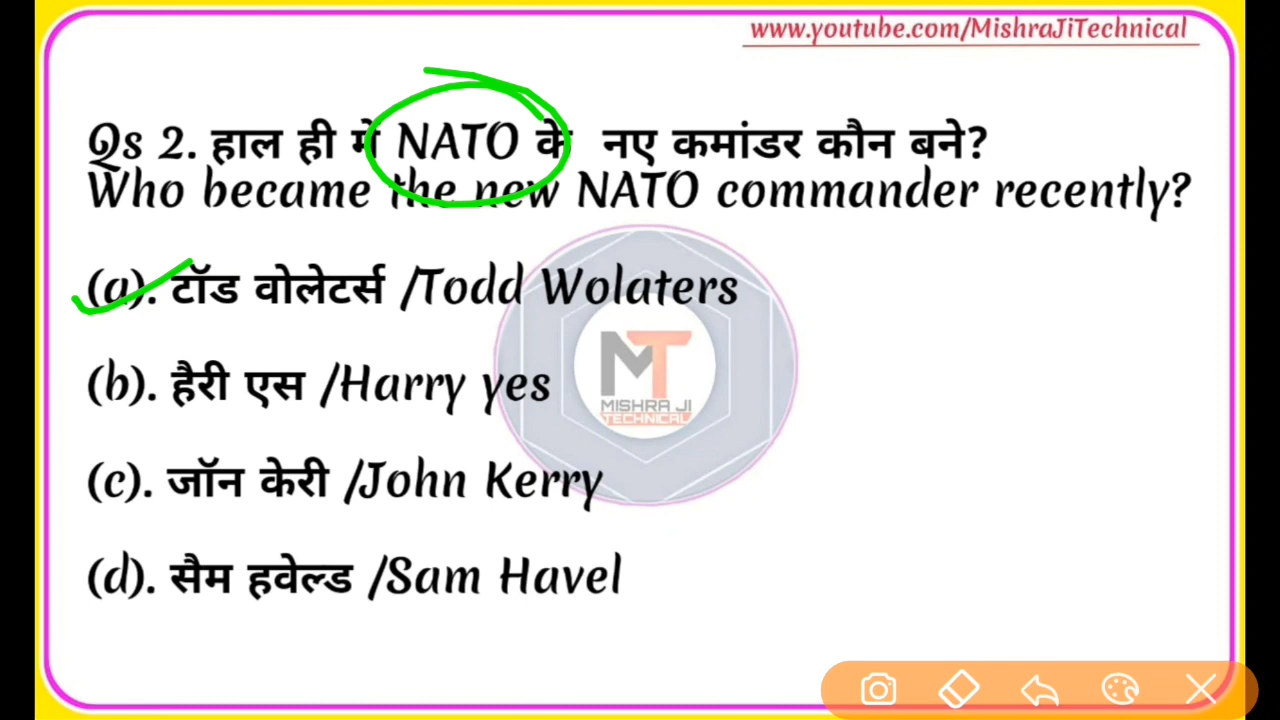 www.youtube.com/MishraJiTechnical
Qs 2. हाल ही में NATO के नए कमांडर कौन बने?
Who became the new NATO commander recently?
(a). टॉड वोलेटर्स /Todd Wolaters
(b). हैरी एस /Harry yes
MT
MISHRA JI
TECHNICAL
(c). जॉन केरी /John Kerry
(d). सैम हवेल्ड /Sam Havel